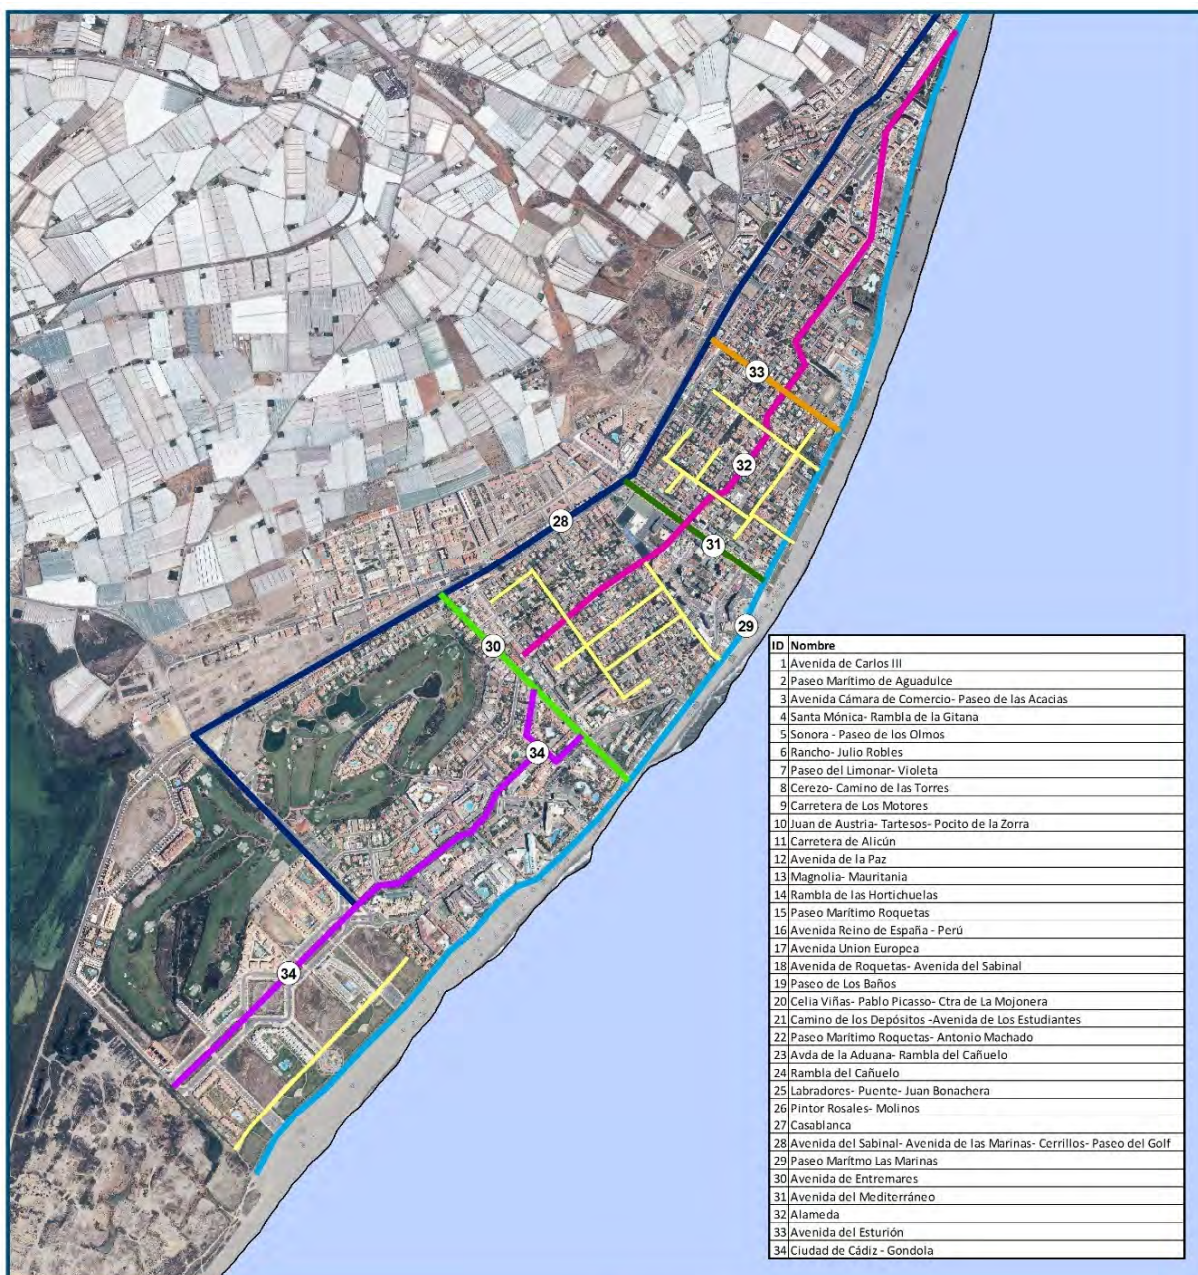 33
32
28
31
29
30
34
34
ID Nombre
1 Avenida de Carlos III
2 Paseo Marítimo de Aguadulce
3 Avenida Cámara de Comercio- Paseo de las Acacias
4 Santa Mónica- Rambla de la Gitana
5 Sonora - Paseo de los Olmos
6 Rancho- Julio Robles
7 Paseo del Limonar- Violeta
8 Cerezo- Camino de las Torres
9 Carretera de Los Motores
10 Juan de Austria- Tartesos- Pocito de la Zorra
11 Carretera de Alicún
12 Avenida de la Paz
13 Magnolia- Mauritania
14 Rambla de las Hortichuelas
15 Paseo Marítimo Roquetas
16 Avenida Reino de España - Perú
17 Avenida Union Europea
18 Avenida de Roquetas- Avenida del Sabinal
19 Paseo de Los Baños
20 Celia Viñas- Pablo Picasso- Ctra de La Mojonera
21 Camino de los Depósitos -Avenida de Los Estudiantes
22 Paseo Marítimo Roquetas- Antonio Machado
23 Avda de la Aduana- Rambla del Cañuelo
24 Rambla del Cañuelo
25 Labradores- Puente- Juan Bonachera
26 Pintor Rosales- Molinos
27 Casablanca
28 Avenida del Sabinal- Avenida de las Marinas- Cerrillos- Paseo del Golf
29 Paseo Marítmo Las Marinas
30 Avenida de Entremares
31 Avenida del Mediterráneo
32 Alameda
33 Avenida del Esturión
34 Ciudad de Cádiz - Gondola